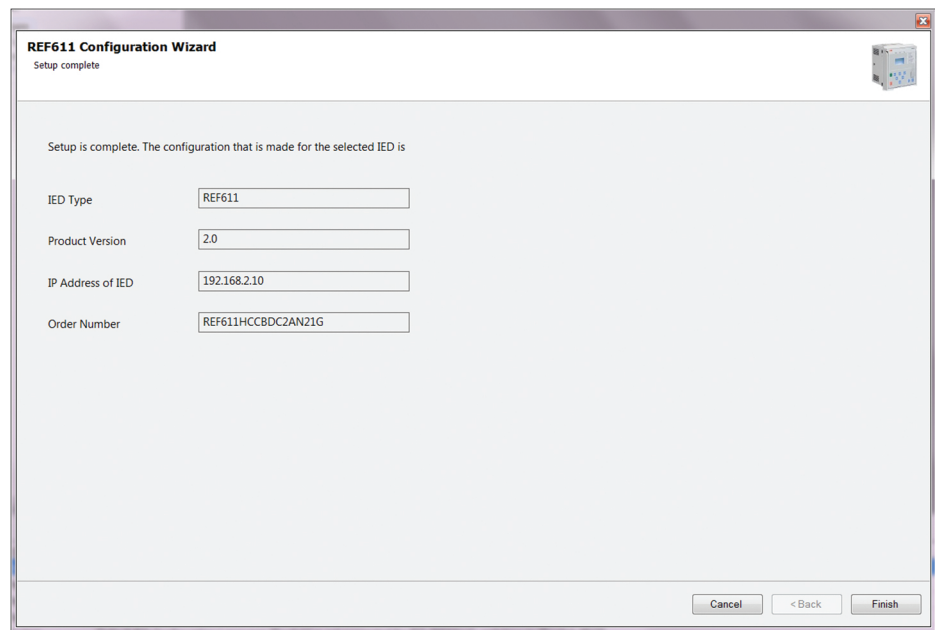 REF611 Configuration Wizard
Setup complete
Setup is complete. The configuration that is made for the selected IED is
IED Type REF611
Product Version 2.0
IP Address of IED 192.168.2.10
Order Number REF611HCCBDC2AN21G
Cancel < Back Finish